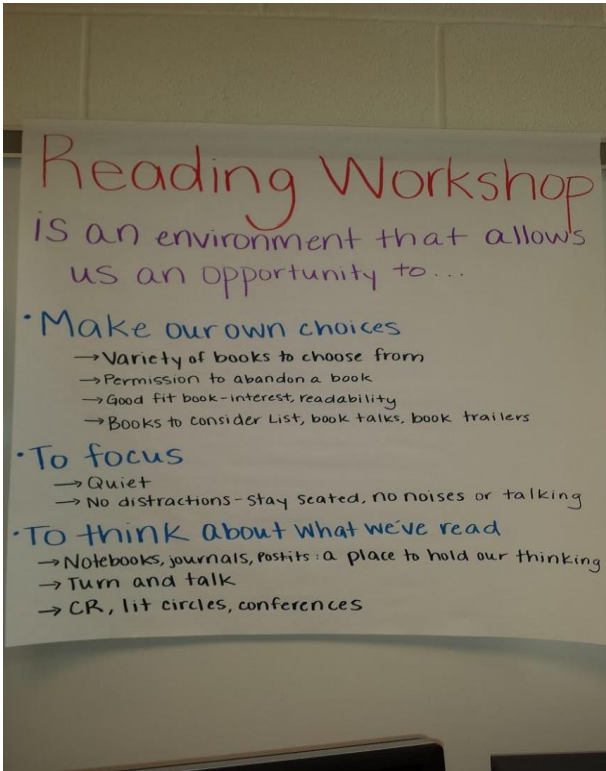 Reading Workshop
is an environment that allows
us an opportunity to...
• Make our own choices
→ Variety of books to choose from
→ Permission to abandon a book
→ Good fit book - interest, readability
→ Books to consider List, book talks, book trailers
• To focus
→ Quiet
→ No distractions - stay seated, no noises or talking
• To think about what we've read
→ Notebooks, journals, Postits: a place to hold our thinking
→ Turn and talk
→ CR, lit circles, conferences